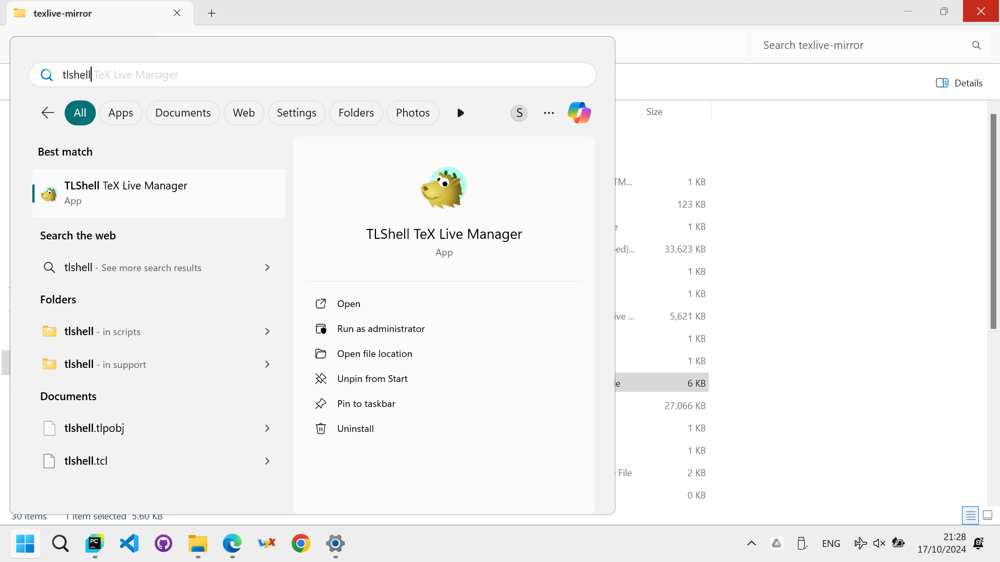 texlive-mirror
Search texlive-mirror
tlshell TeX Live Manager
All
Apps
Documents
Web
Settings
Folders
Photos
S
Details
Size
Best match
TLShell TeX Live Manager
App
Search the web
tlshell - See more search results
Folders
tlshell - in scripts
tlshell - in support
Documents
tlshell.tlpobj
tlshell.tcl
TLShell TeX Live Manager
App
Open
Run as administrator
Open file location
Unpin from Start
Pin to taskbar
Uninstall
TM... 1 KB
123 KB
e 1 KB
ped)... 33,623 KB
1 KB
1 KB
ive ... 5,621 KB
1 KB
1 KB
le 6 KB
27,066 KB
1 KB
1 KB
File 2 KB
0 KB
30 items
1 item selected 5.60 KB
PC
ENG
21:28
17/10/2024